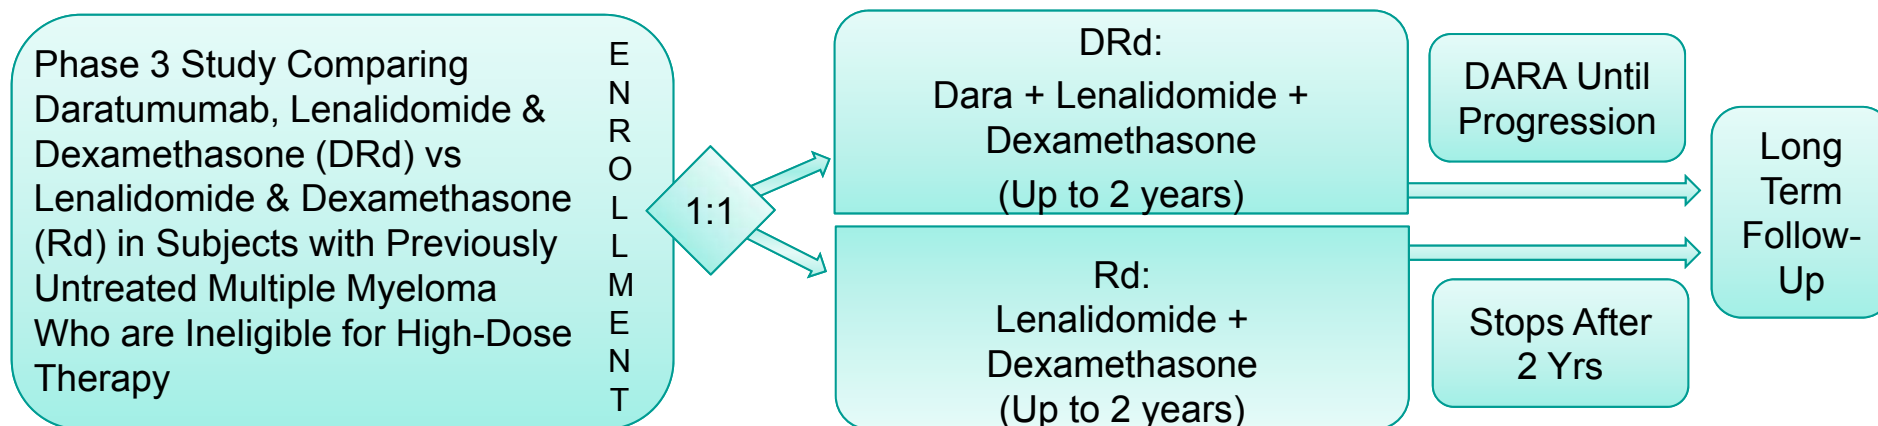 Phase 3 Study Comparing
Daratumumab, Lenalidomide &
Dexamethasone (DRd) vs
Lenalidomide & Dexamethasone
(Rd) in Subjects with Previously
Untreated Multiple Myeloma
Who are Ineligible for High-Dose
Therapy
E
N
R
O
L
L
M
E
N
T
1:1
DRd:
Dara + Lenalidomide +
Dexamethasone
(Up to 2 years)
DARA Until
Progression
Rd:
Lenalidomide +
Dexamethasone
(Up to 2 years)
Stops After
2 Yrs
Long
Term
Follow-
Up